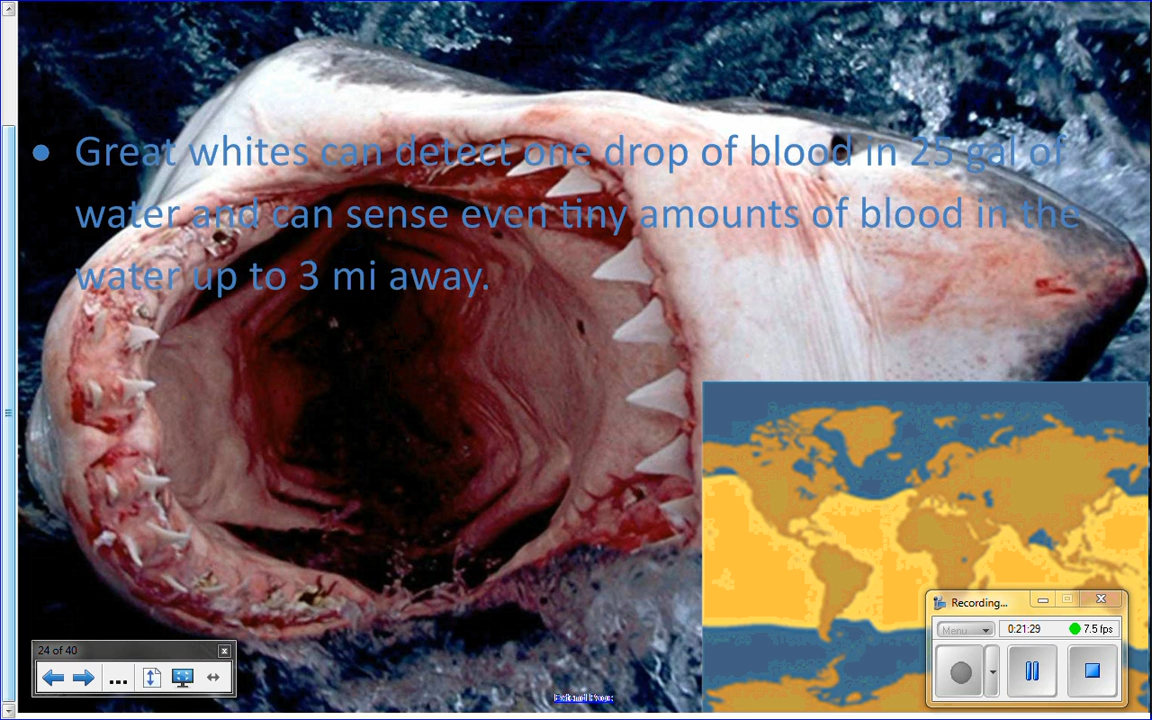 • Great whites can detect one drop of blood in 25 gal of
water and can sense even tiny amounts of blood in the
water up to 3 mi away.
24 of 40
Recording...
Menu 0:21:29 7.5 fps